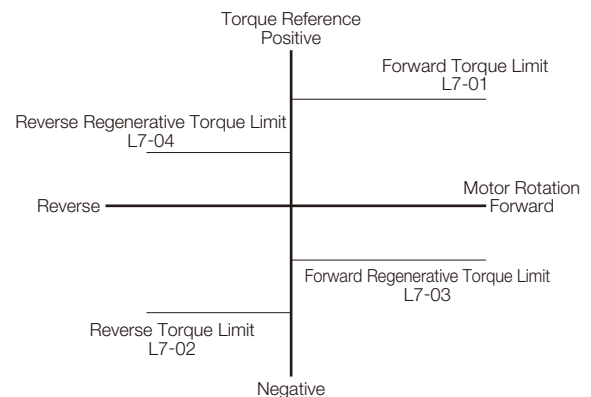 Torque Reference
Positive
Forward Torque Limit
L7-01
Reverse Regenerative Torque Limit
L7-04
Motor Rotation
Forward
Reverse
Forward Regenerative Torque Limit
L7-03
Reverse Torque Limit
L7-02
Negative